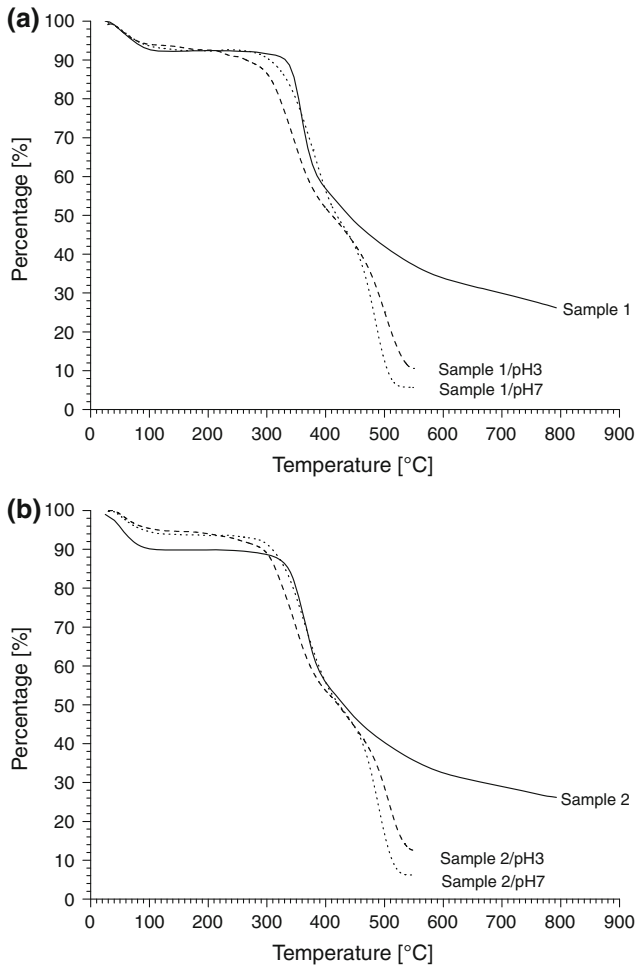 (a)
100
90
80
70
60
50
40
30
20
10
0
Percentage [%]
Sample 1
Sample 1/pH3
Sample 1/pH7
0 100 200 300 400 500 600 700 800 900
Temperature [°C]
(b)
100
90
80
70
60
50
40
30
20
10
0
Percentage [%]
Sample 2
Sample 2/pH3
Sample 2/pH7
0 100 200 300 400 500 600 700 800 900
Temperature [°C]